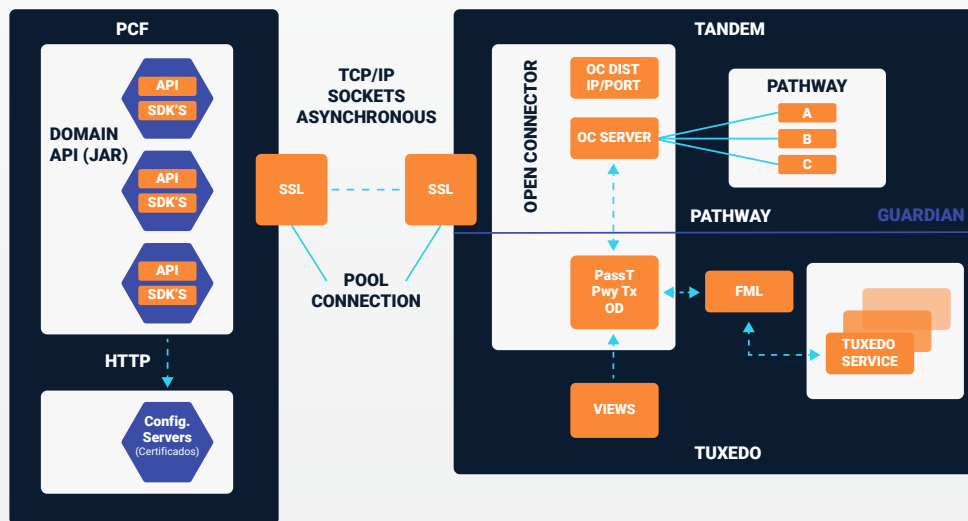 PCF
DOMAIN
API (JAR)
API
SDK'S
API
SDK'S
API
SDK'S
HTTP
Config.
Servers
(Certificados)
TCP/IP
SOCKETS
ASYNCHRONOUS
SSL
SSL
POOL
CONNECTION
TANDEM
OPEN CONNECTOR
OC DIST
IP/PORT
OC SERVER
PATHWAY
A
B
C
PATHWAY
GUARDIAN
PassT
Pwy Tx
OD
FML
TUXEDO
SERVICE
VIEWS
TUXEDO